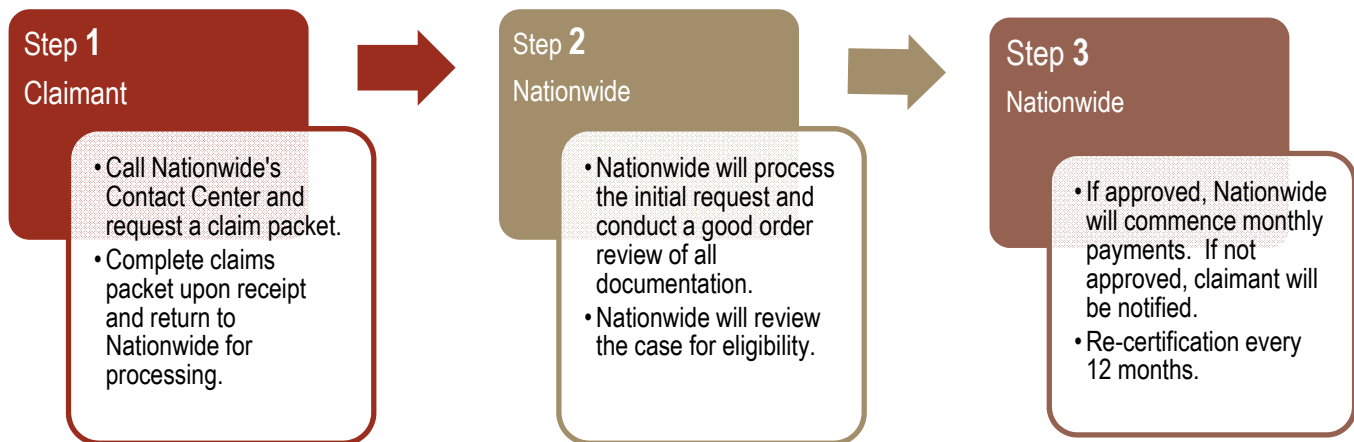 Step 1
Claimant
• Call Nationwide's
Contact Center and
request a claim packet.
• Complete claims
packet upon receipt
and return to
Nationwide for
processing.
Step 2
Nationwide
• Nationwide will process
the initial request and
conduct a good order
review of all
documentation.
• Nationwide will review
the case for eligibility.
Step 3
Nationwide
• If approved, Nationwide
will commence monthly
payments.  If not
approved, claimant will
be notified.
• Re-certification every
12 months.